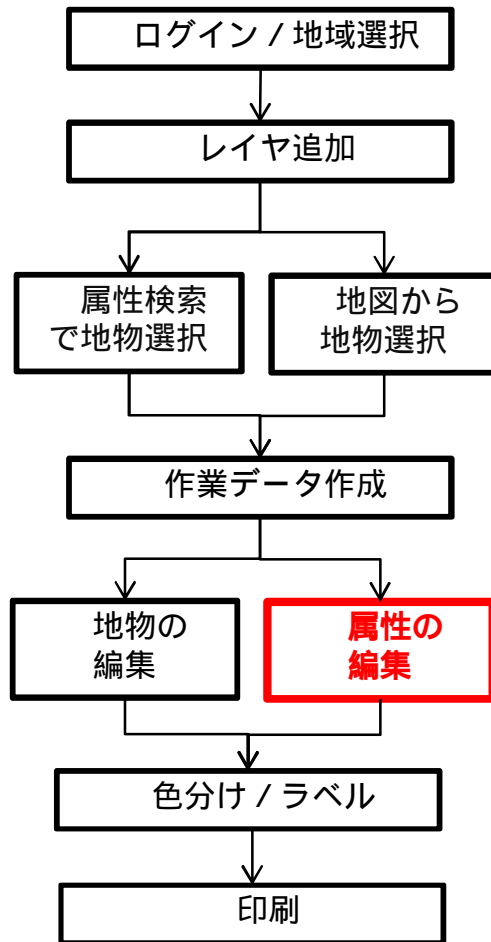 ログイン / 地域選択
レイヤ追加
属性検索
で地物選択
地図から
地物選択
作業データ作成
地物の
編集
属性の
編集
色分け / ラベル
印刷